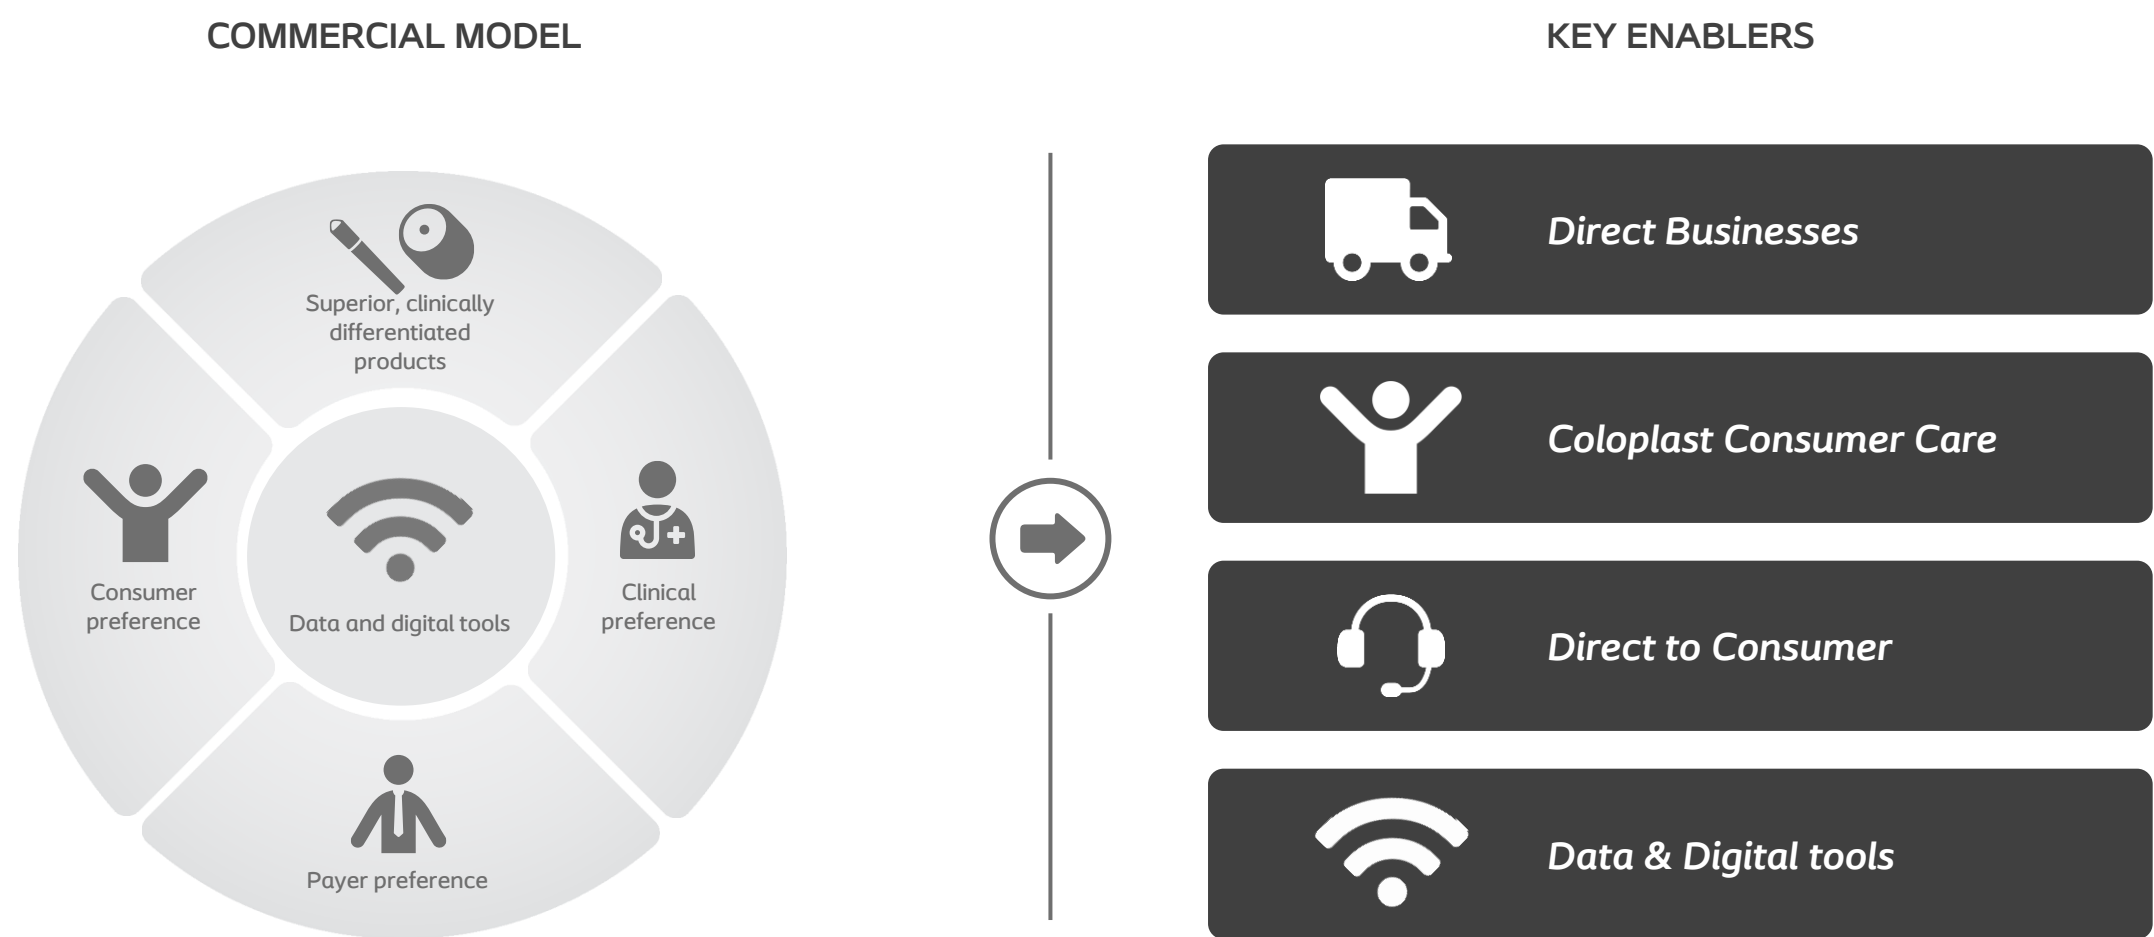 COMMERCIAL MODEL
Superior, clinically
differentiated
products
Consumer
preference
Data and digital tools
Clinical
preference
Payer preference
KEY ENABLERS
Direct Businesses
Coloplast Consumer Care
Direct to Consumer
Data & Digital tools